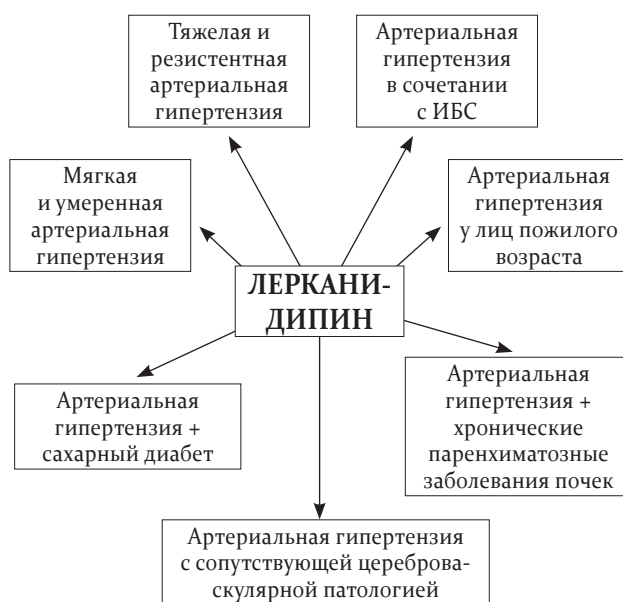 Тяжелая и
резистентная
артериальная
гипертензия
Артериальная
гипертензия
в сочетании
с ИБС
Мягкая
и умеренная
артериальная
гипертензия
Артериальная
гипертензия
у лиц пожилого
возраста
ЛЕРКАНИ-
ДИПИН
Артериальная
гипертензия +
сахарный диабет
Артериальная
гипертензия +
хронические
паренхиматозные
заболевания почек
Артериальная гипертензия
с сопутствующей цереброва-
скулярной патологией